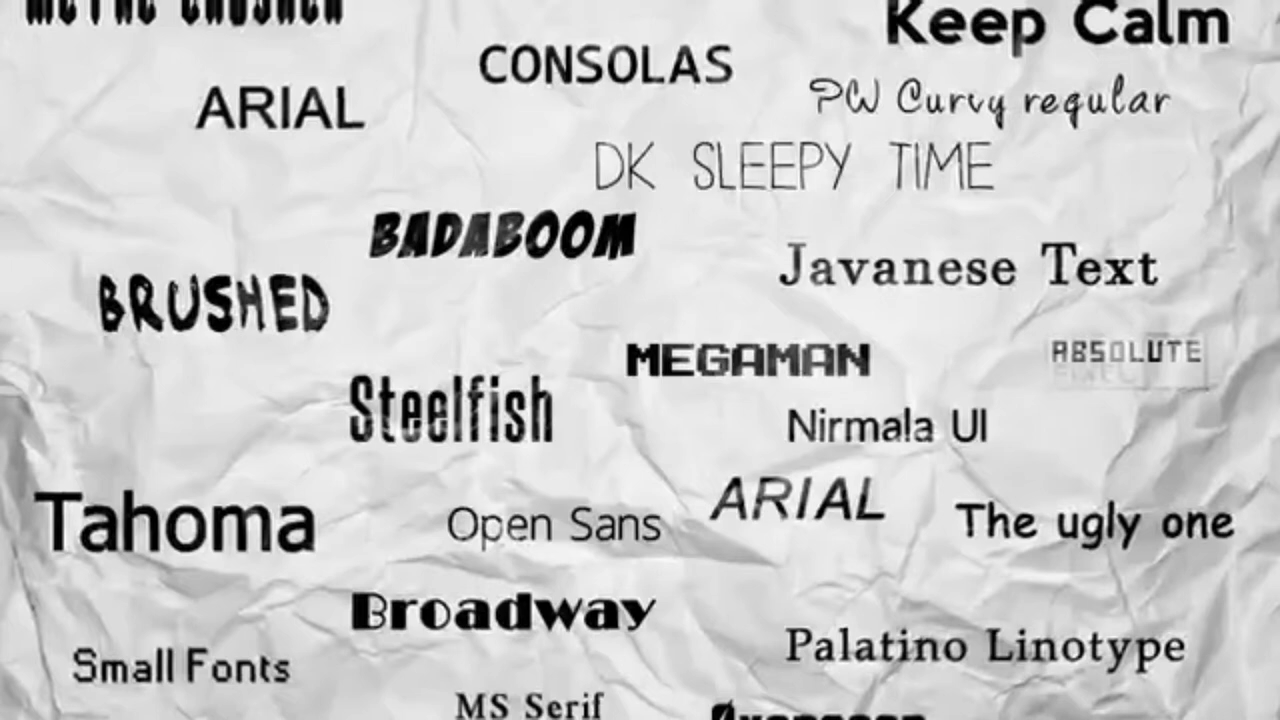 Keep Calm
CONSOLAS
ARIAL
PW Curvy regular
DK SLEEPY TIME
BADABOOM
Javanese Text
BRUSHED
MEGAMAN
ABSOLUTE
Steelfish
Nirmala UI
ARIAL
Tahoma
Open Sans
The ugly one
Broadway
Palatino Linotype
Small Fonts
MS Serif